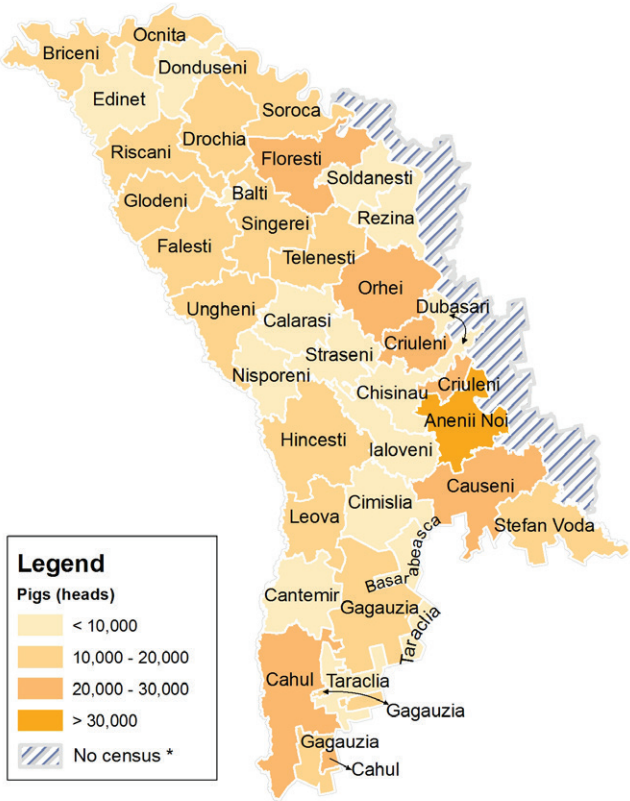 Ocnita
Briceni
Donduseni
Edinet
Soroca
Drochia
Riscani
Floresti
Soldanesti
Balti
Glodeni
Rezina
Singerei
Falesti
Telenesti
Orhei
Dubasari
Ungheni
Calarasi
Criuleni
Straseni
Nisporeni
Criuleni
Chisinau
Anenii Noi
Hincesti
Ialoveni
Causeni
Cimislia
Leova
Stefan Voda
Basarabeasca
Cantemir
Gagauzia
Taraclia
Cahul
Taraclia
Gagauzia
Gagauzia
Cahul
Legend
Pigs (heads)
< 10,000
10,000 - 20,000
20,000 - 30,000
> 30,000
No census *